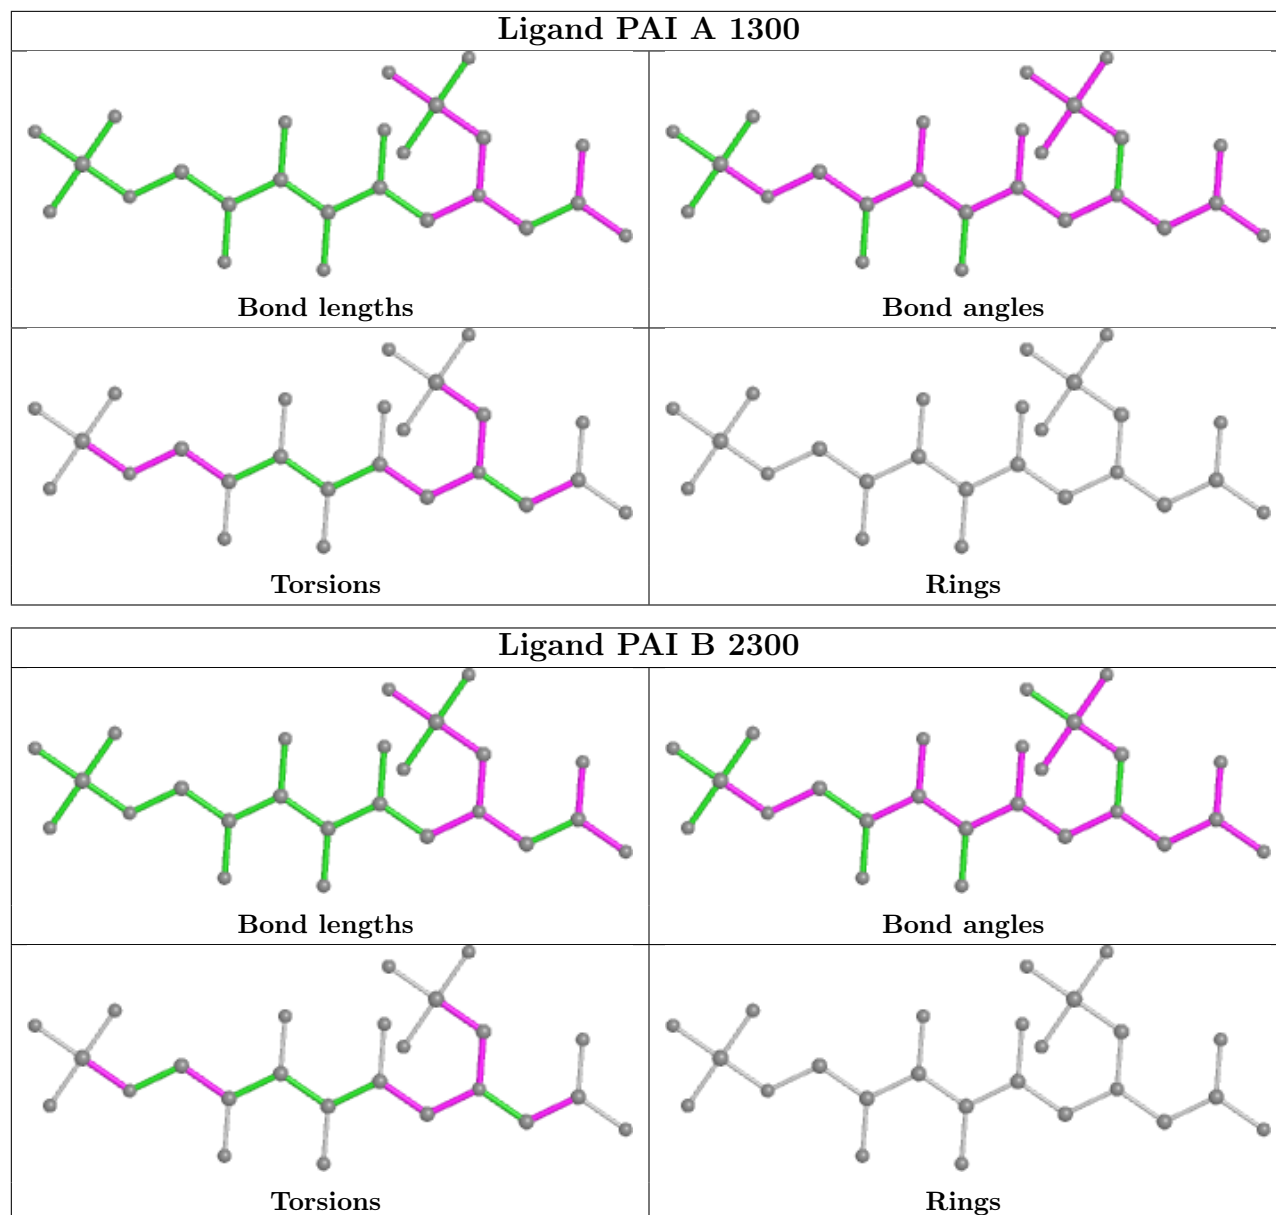 Ligand PAI A 1300
Bond lengths
Bond angles
Torsions
Rings
Ligand PAI B 2300
Bond lengths
Bond angles
Torsions
Rings